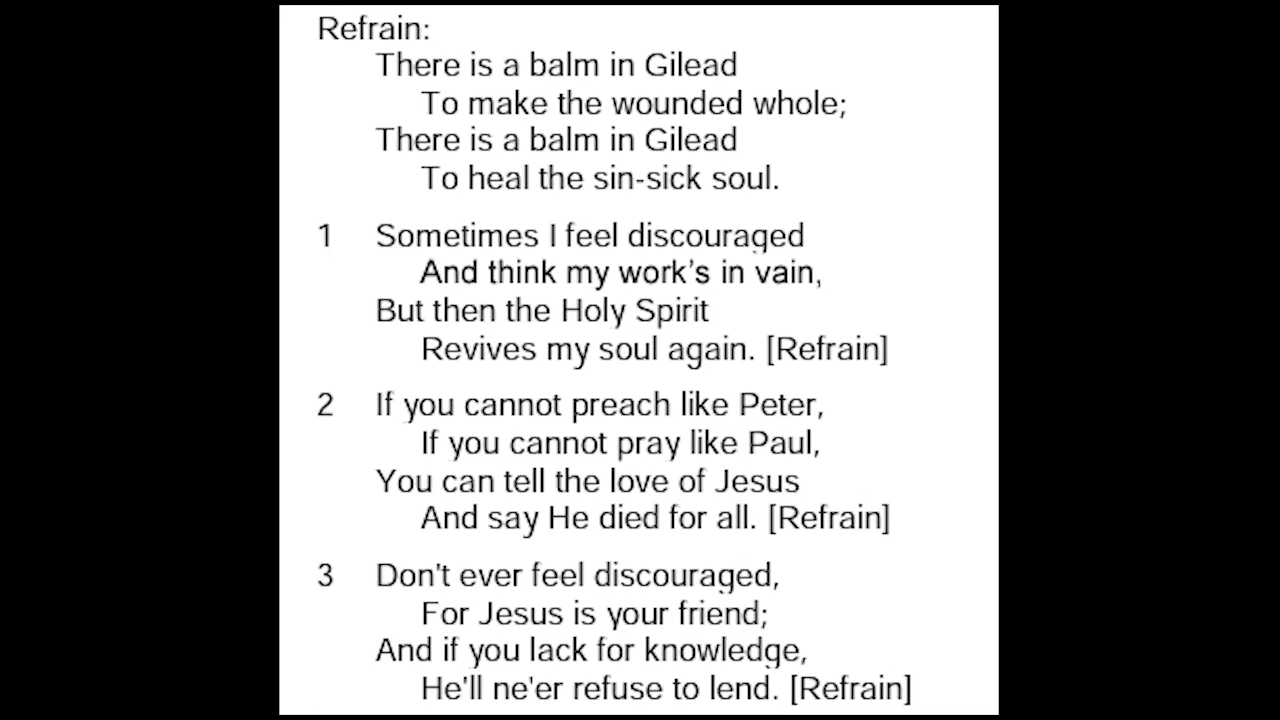 Refrain:
There is a balm in Gilead
To make the wounded whole;
There is a balm in Gilead
To heal the sin-sick soul.
1 Sometimes I feel discouraged
And think my work’s in vain,
But then the Holy Spirit
Revives my soul again. [Refrain]
2 If you cannot preach like Peter,
If you cannot pray like Paul,
You can tell the love of Jesus
And say He died for all. [Refrain]
3 Don't ever feel discouraged,
For Jesus is your friend;
And if you lack for knowledge,
He'll ne'er refuse to lend. [Refrain]